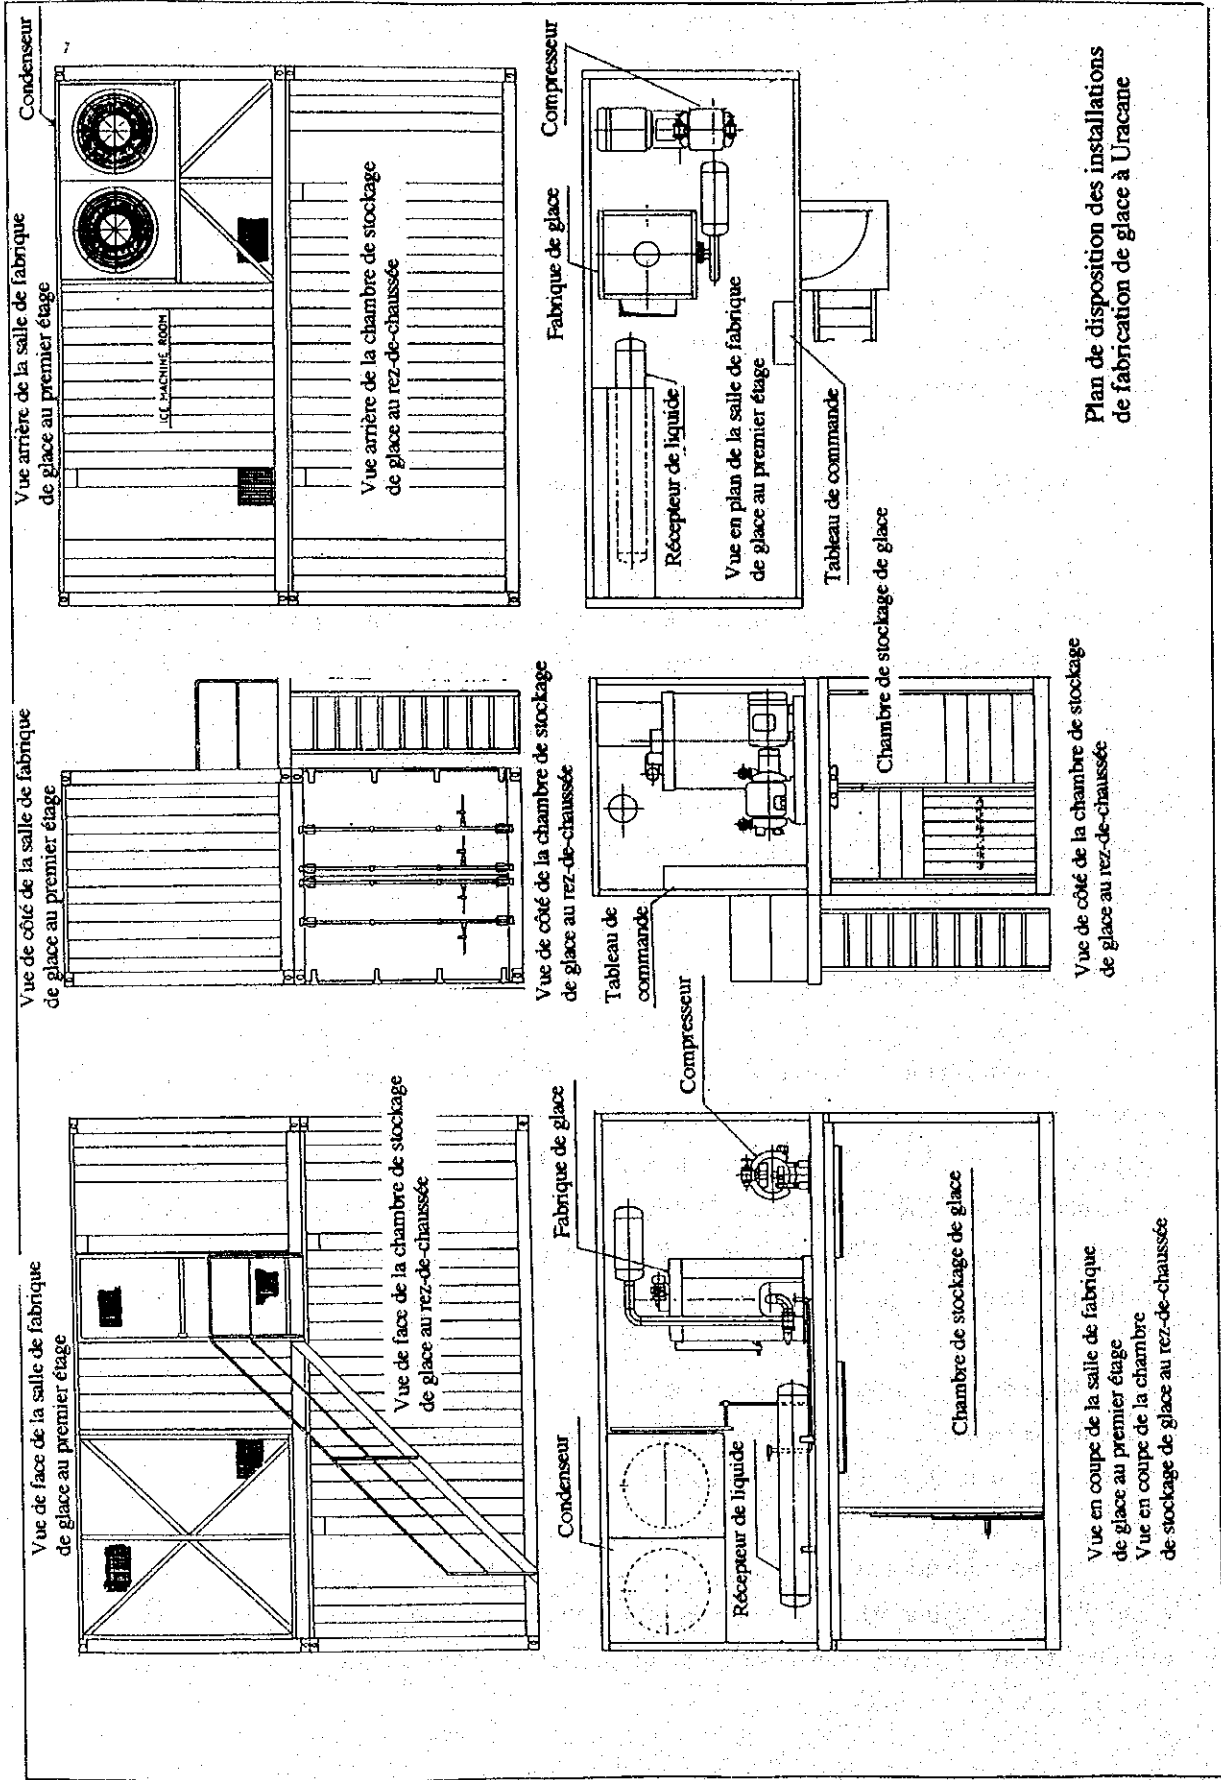 Vue de face de la salle de fabrique
de glace au premier étage
Vue de face de la chambre de stockage
de glace au rez-de-chaussée
Vue de côté de la salle de fabrique
de glace au premier étage
Vue de côté de la chambre de stockage
de glace au rez-de-chaussée
Vue arrière de la salle de fabrique
de glace au premier étage
Condenseur
ICE MACHINE ROOM
Vue arrière de la chambre de stockage
de glace au rez-de-chaussée
Condenseur
Fabrique de glace
Compresseur
Récepteur de liquide
Chambre de stockage de glace
Vue en coupe de la salle de fabrique
de glace au premier étage
Vue en coupe de la chambre
de stockage de glace au rez-de-chaussée
Tableau de
commande
Chambre de stockage de glace
Vue de côté de la chambre de stockage
de glace au rez-de-chaussée
Fabrique de glace
Compresseur
Récepteur de liquide
Vue en plan de la salle de fabrique
de glace au premier étage
Tableau de commande
Plan de disposition des installations
de fabrication de glace à Uracane